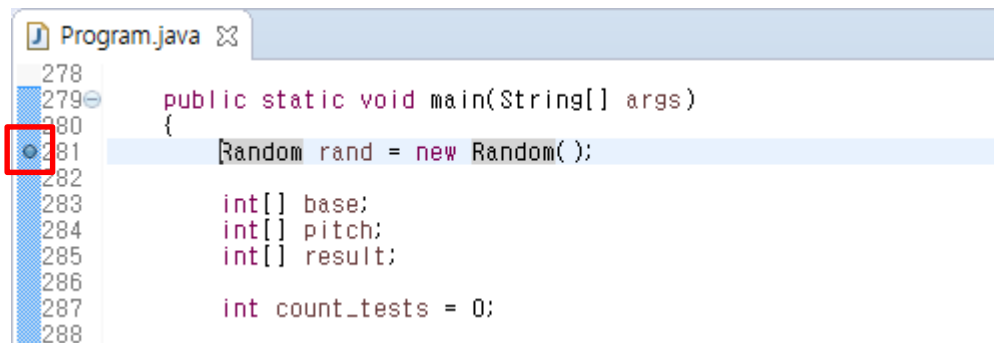 Program.java
278
279 public static void main(String[] args)
280 {
281 Random rand = new Random();
282
283 int[] base;
284 int[] pitch;
285 int[] result;
286
287 int count_tests = 0;
288